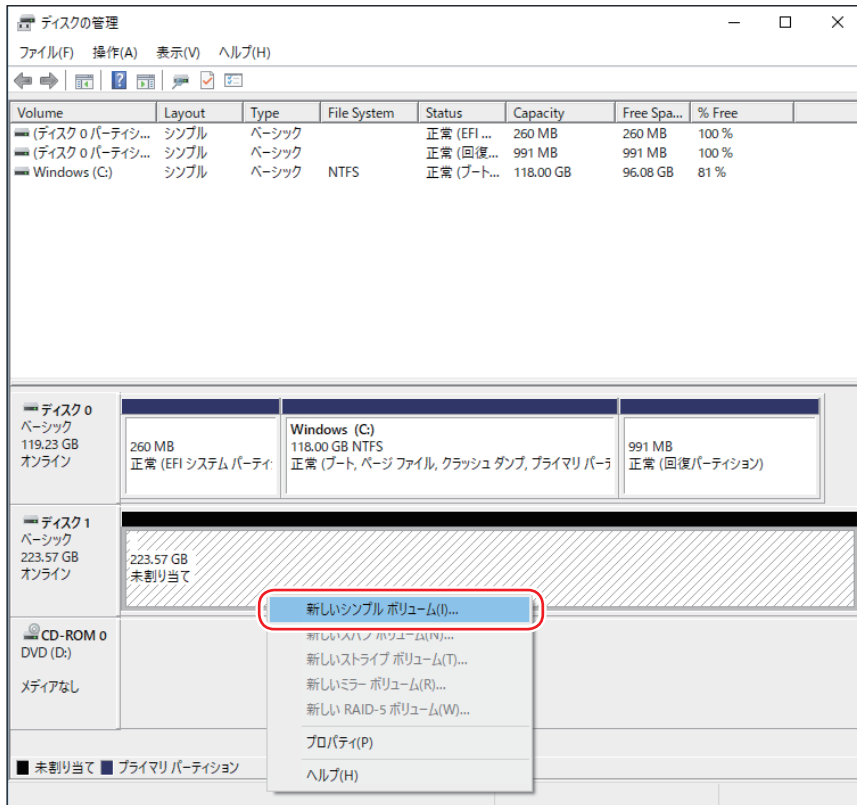 ディスクの管理
ファイル(F) 操作(A) 表示(V) ヘルプ(H)
Volume Layout Type File System Status Capacity Free Spa... % Free
(ディスク 0 パーティシ... シンプル ベーシック 正常 (EFI ... 260 MB 260 MB 100 %
(ディスク 0 パーティシ... シンプル ベーシック 正常 (回復... 991 MB 991 MB 100 %
Windows (C:) シンプル ベーシック NTFS 正常 (ブート... 118.00 GB 96.08 GB 81 %
ディスク 0
ベーシック
119.23 GB
オンライン
260 MB
正常 (EFI システム パーティ
Windows (C:)
118.00 GB NTFS
正常 (ブート, ページ ファイル, クラッシュ ダンプ, プライマリ パーテ
991 MB
正常 (回復パーティション)
ディスク 1
ベーシック
223.57 GB
オンライン
223.57 GB
未割り当て
新しいシンプル ボリューム(I)...
新しいスパン ボリューム(N)...
新しいストライプ ボリューム(T)...
新しいミラー ボリューム(R)...
新しい RAID-5 ボリューム(W)...
プロパティ(P)
ヘルプ(H)
CD-ROM 0
DVD (D:)
メディアなし
未割り当て プライマリ パーティション